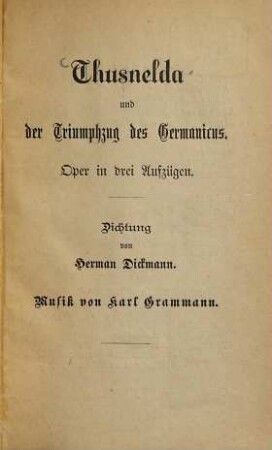 Thusnelda
und
der Triumphzug des Germanicus.
Oper in drei Aufzügen.
Dichtung
von
Herman Dickmann.
Musik von Karl Grammann.